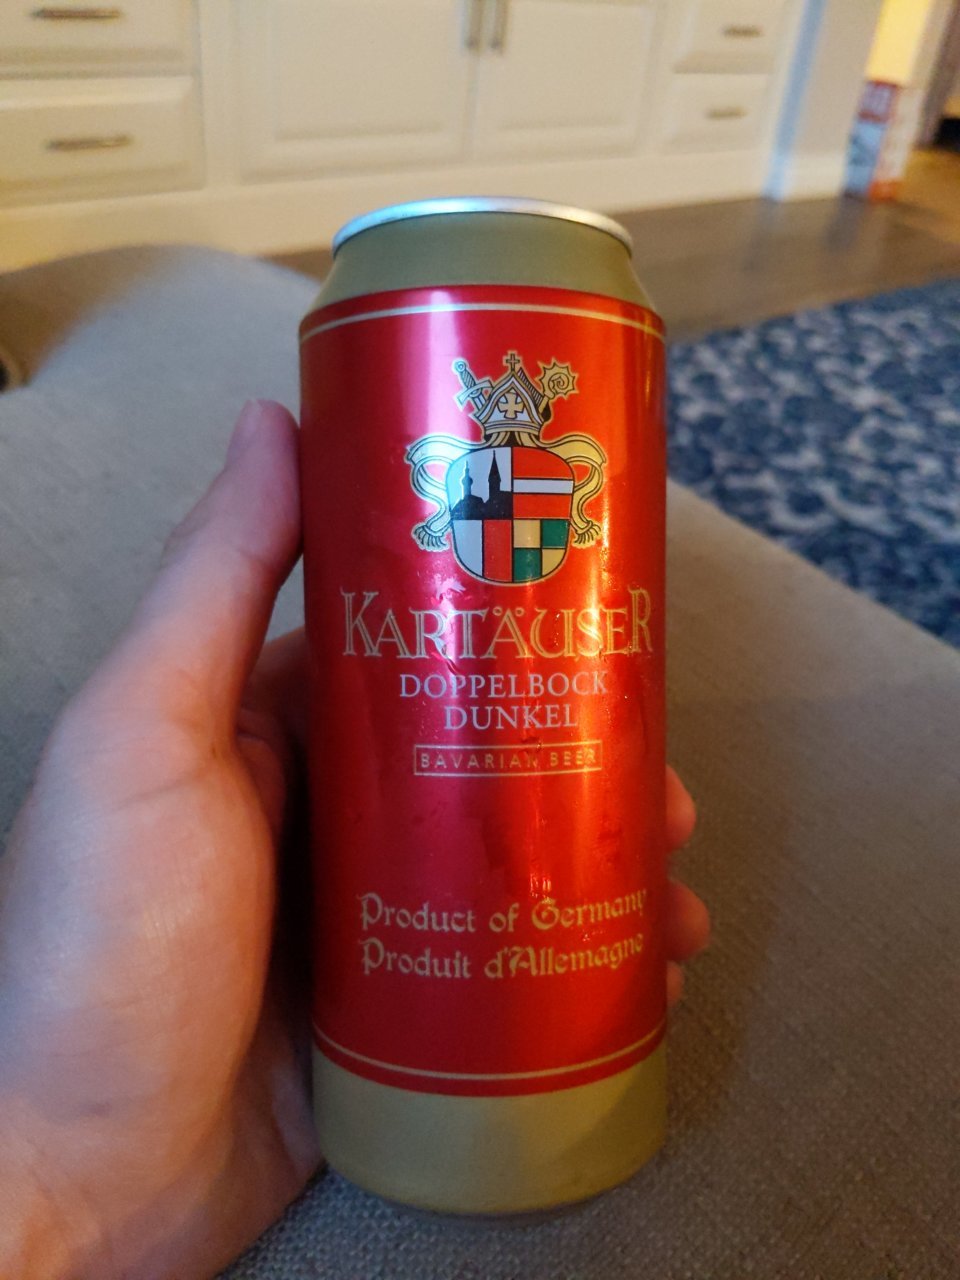 KARTÄUSER
DOPPELBOCK
DUNKEL
BAVARIAN BEER
Product of Germany
Produit d'Allemagne